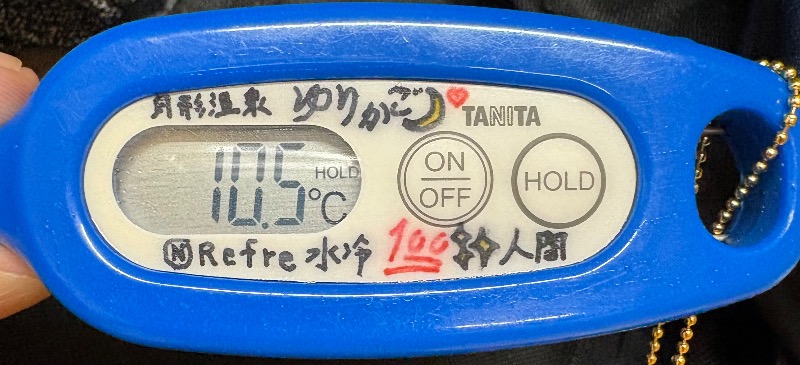 月形温泉 ゆりかご TANITA
10.5 HOLD °C
ON OFF
HOLD
Ⓝ Refre 水冷 100 人間